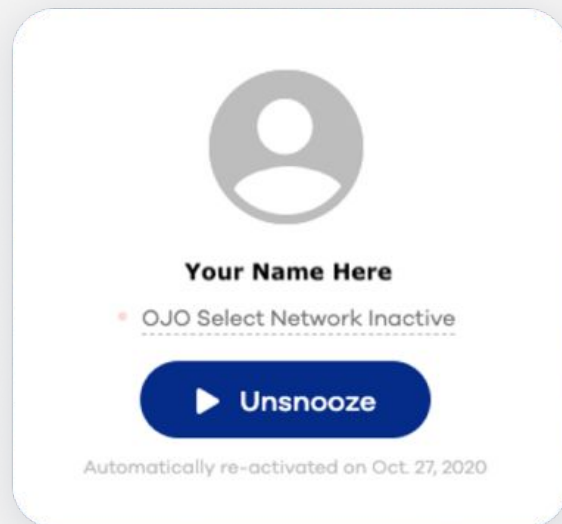 Your Name Here
OJO Select Network Inactive
Unsnooze
Automatically re-activated on Oct. 27, 2020